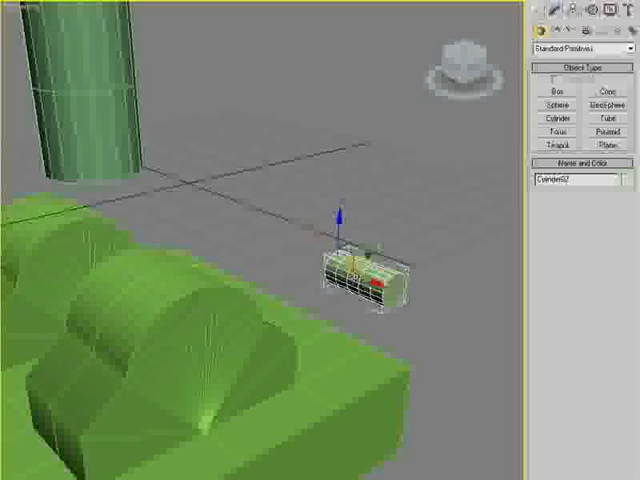 Standard Primitives
Object Type
Box
Cone
Sphere
GeoSphere
Cylinder
Tube
Torus
Pyramid
Teapot
Plane
Name and Color
Cylinder02